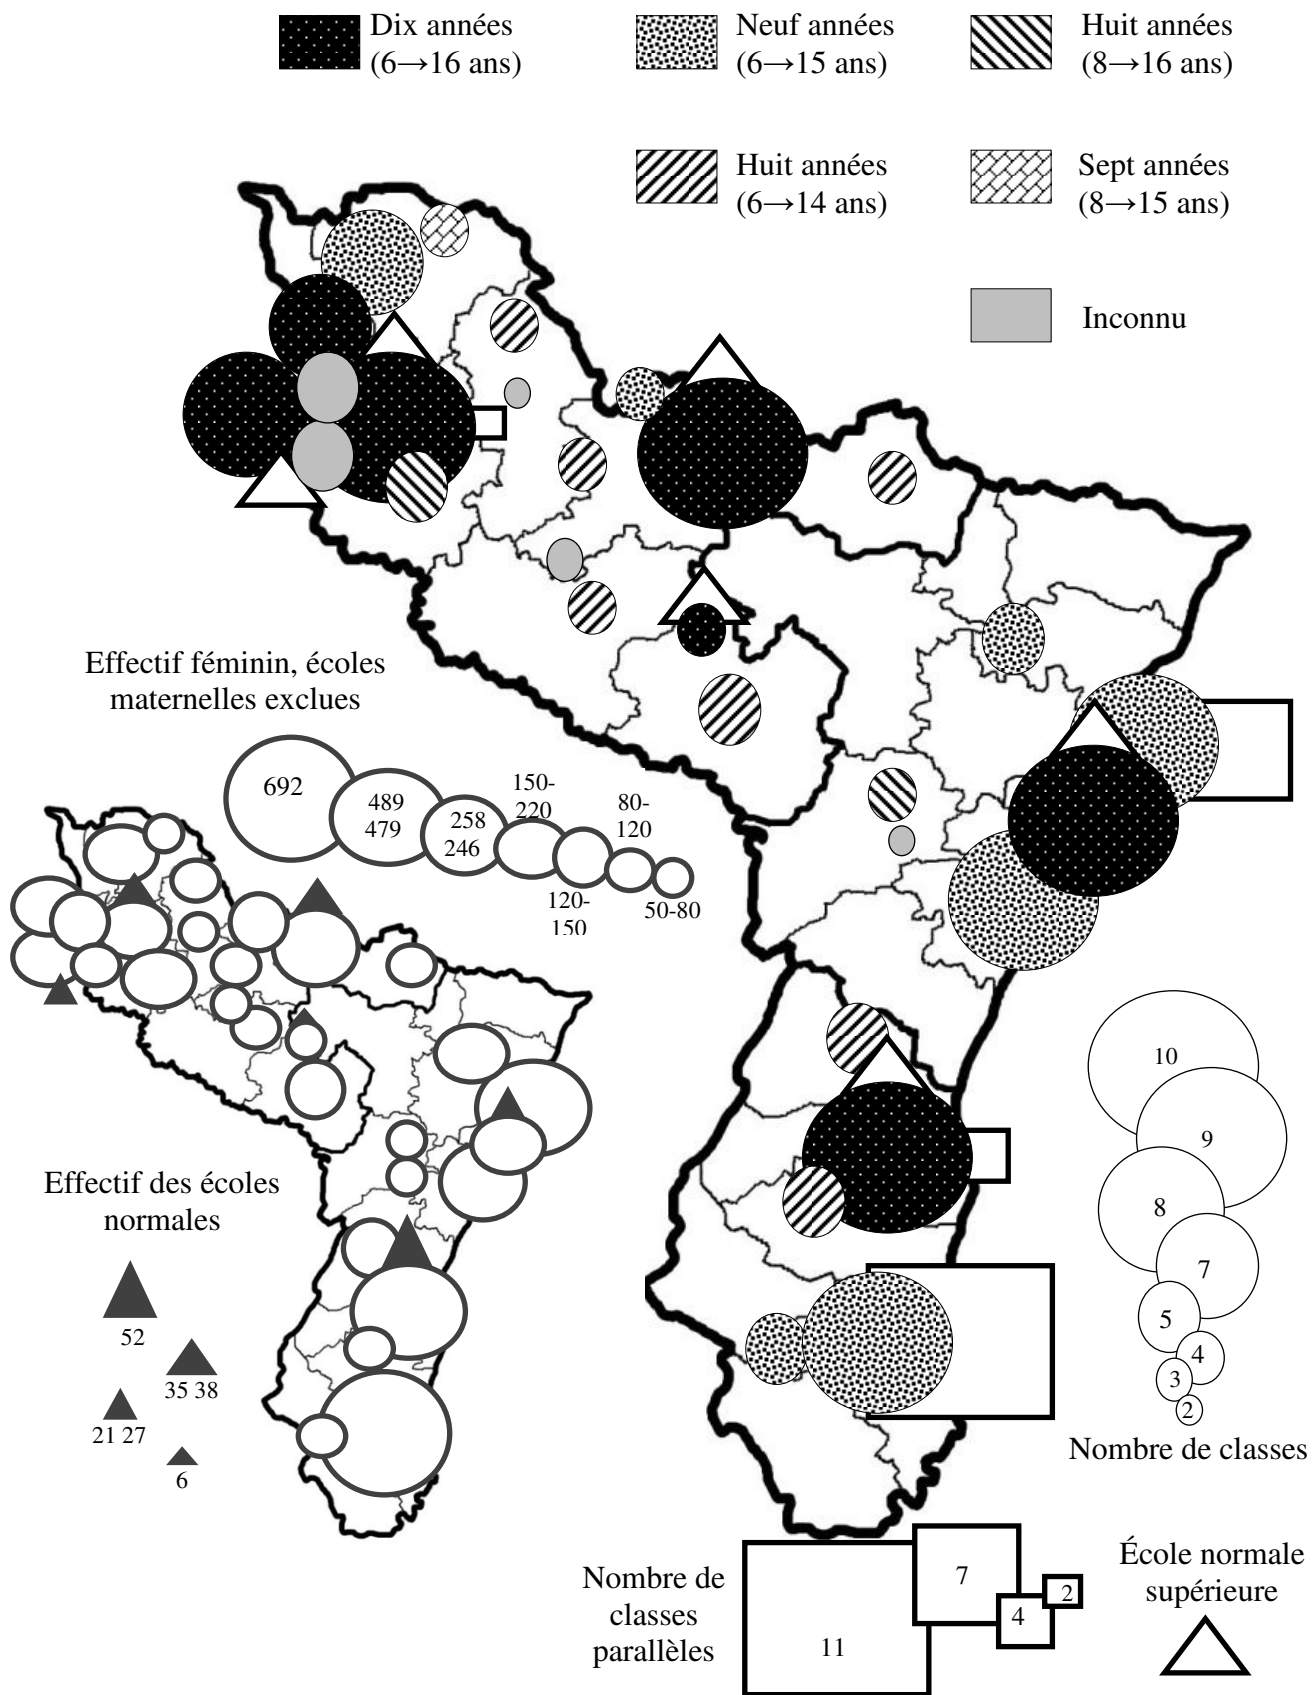 Dix années
(6→16 ans)
Neuf années
(6→15 ans)
Huit années
(8→16 ans)
Huit années
(6→14 ans)
Sept années
(8→15 ans)
Inconnu
Effectif féminin, écoles
maternelles exclues
692
489
479
258
246
150-
220
120-
150
80-
120
50-80
Effectif des écoles
normales
52
35 38
21 27
6
10
9
8
7
5
4
3
2
Nombre de classes
Nombre de
classes
parallèles
11
7
4
2
École normale
supérieure